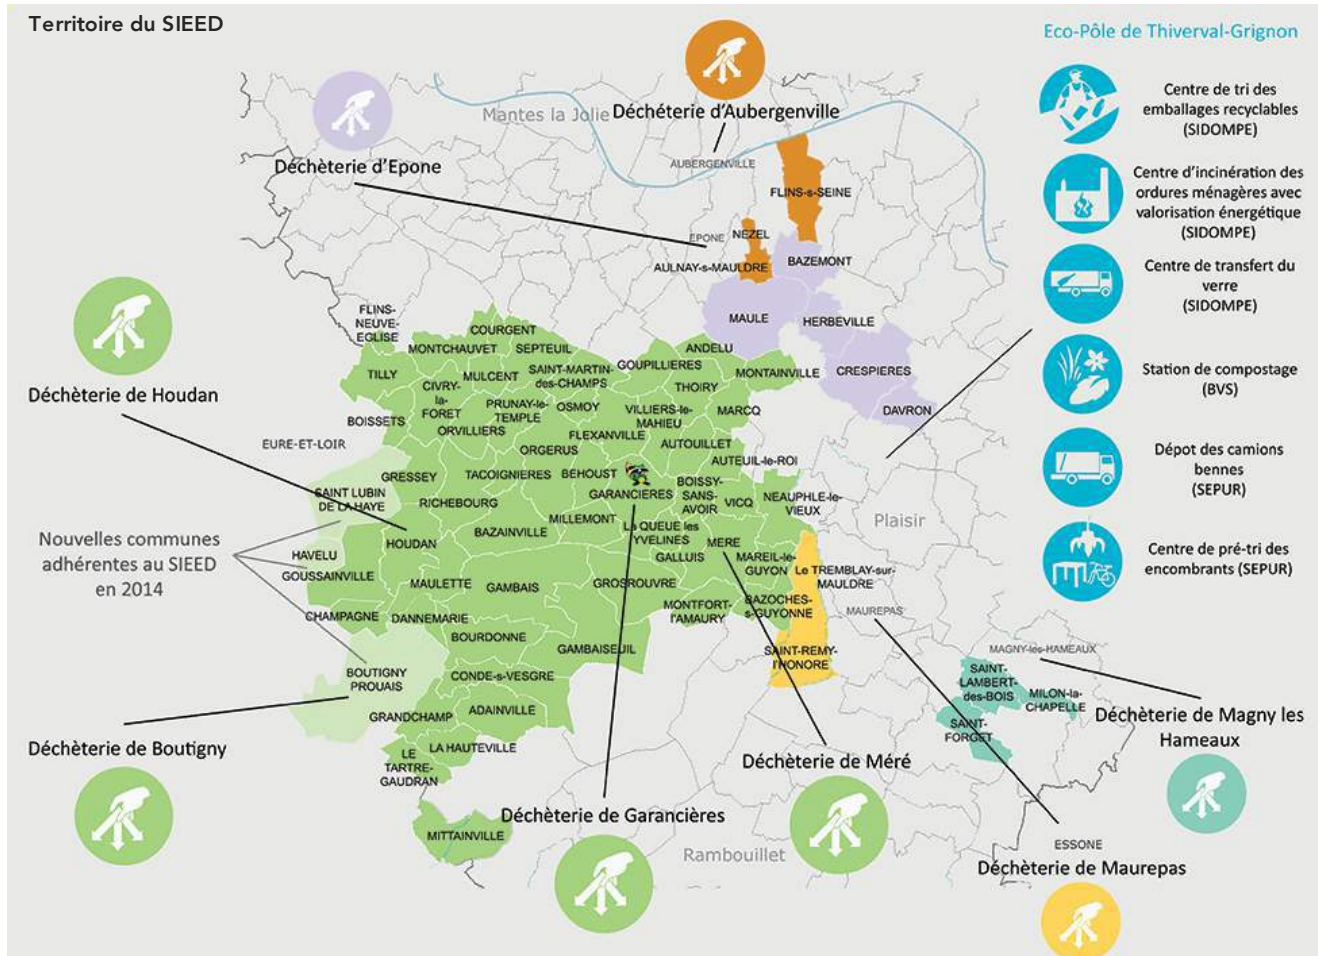 Territoire du SIEED
Eco-Pôle de Thiverval-Grignon
Centre de tri des
emballages recyclables
(SIDOMPE)
Centre d'incinération des
ordures ménagères avec
valorisation énergétique
(SIDOMPE)
Centre de transfert du
verre
(SIDOMPE)
Station de compostage
(BVS)
Dépot des camions
bennes
(SEPUR)
Centre de pré-tri des
encombrants (SEPUR)
Mantes la Jolie
Déchéterie d'Aubergenville
AUBERGENVILLE
Déchèterie d'Epone
FLINS-s-SEINE
EPONE
NEZEL
AULNAY-s-MAULDRE
BAZEMONT
MAULE
HERBEVILLE
CRESPIERES
DAVRON
FLINS-
NEUVE-
EGLISE
COURGENT
MONTCHAUVET
SEPTEUIL
ANDELU
GOUPILLIERES
MONTAINVILLE
TILLY
MULCENT
SAINT-MARTIN-
des-CHAMPS
THOIRY
CIVRY-
la-
FORET
PRUNAY-le-
TEMPLE
OSMOY
VILLIERS-le-
MAHIEU
MARCQ
BOISSETS
ORVILLIERS
FLEXANVILLE
AUTOUILLET
ORGERUS
AUTEUIL-le-ROI
Déchèterie de Houdan
EURE-ET-LOIR
GRESSEY
TACOIGNIERES
BEHOUST
BOISSY-
SANS-
AVOIR
SAINT LUBIN
DE LA HAYE
RICHEBOURG
GARANCIERES
VICQ
NEAUPHLE-le-
VIEUX
MILLEMONT
La QUEUE les
YVELINES
BAZAINVILLE
HOUDAN
MERE
GALLUIS
MAREIL-le-
GUYON
Le TREMBLAY-sur-
MAULDRE
Plaisir
Nouvelles communes
adhérentes au SIEED
en 2014
HAVELU
GOUSSAINVILLE
MAULETTE
GAMBAIS
GROSROUVRE
MONTFORT-
l'AMAURY
BAZOCHES-
s-GUYONNE
MAUREPAS
CHAMPAGNE
DANNEMARIE
BOURDONNE
GAMBAISEUIL
SAINT-REMY-
l'HONORE
MAGNY-les-HAMEAUX
BOUTIGNY
PROUAIS
CONDE-s-VESGRE
SAINT-
LAMBERT-
des-BOIS
MILON-la-
CHAPELLE
SAINT-
FORGET
GRANDCHAMP
ADAINVILLE
LA HAUTEVILLE
LE
TARTRE-
GAUDRAN
MITTAINVILLE
Déchèterie de Magny les
Hameaux
Déchèterie de Boutigny
Déchèterie de Méré
Déchèterie de Garancières
Rambouillet
ESSONE
Déchèterie de Maurepas